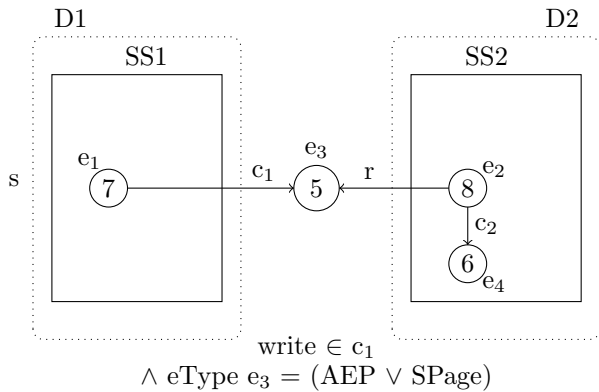 D1 D2
SS1 SS2
e₃
e₁ e₂
s 7 c₁ 5 r 8
c₂
6
e₄
write ∈ c₁
∧ eType e₃ = (AEP ∨ SPage)